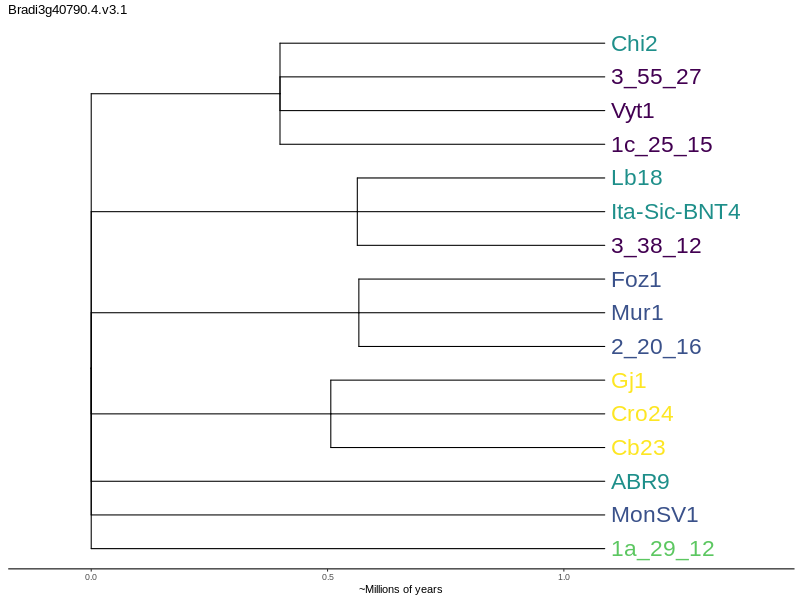 Bradi3g40790.4.v3.1
Chi2
3_55_27
Vyt1
1c_25_15
Lb18
Ita-Sic-BNT4
3_38_12
Foz1
Mur1
2_20_16
Gj1
Cro24
Cb23
ABR9
MonSV1
1a_29_12
0.0 0.5 1.0
~Millions of years